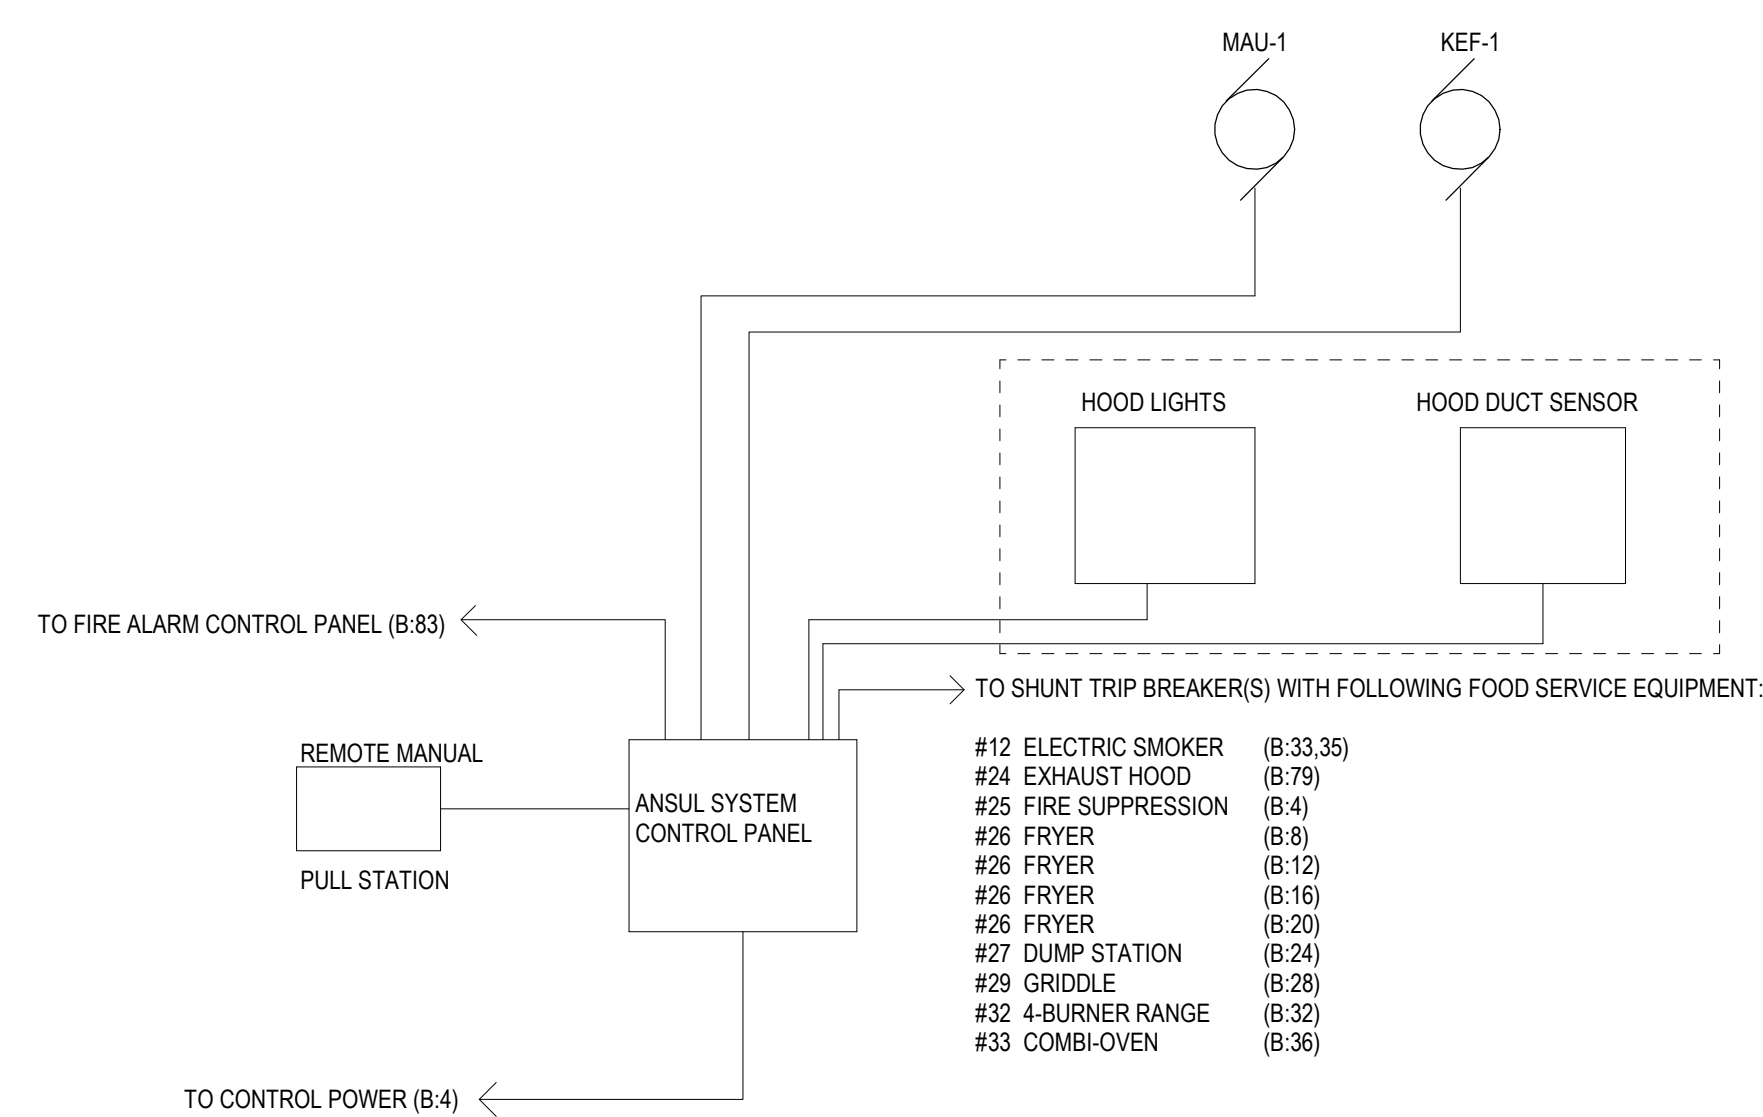 MAU-1 KEF-1
HOOD LIGHTS HOOD DUCT SENSOR
TO FIRE ALARM CONTROL PANEL (B:83)
TO SHUNT TRIP BREAKER(S) WITH FOLLOWING FOOD SERVICE EQUIPMENT:
REMOTE MANUAL
PULL STATION
ANSUL SYSTEM
CONTROL PANEL
#12 ELECTRIC SMOKER (B:33,35)
#24 EXHAUST HOOD (B:79)
#25 FIRE SUPPRESSION (B:4)
#26 FRYER (B:8)
#26 FRYER (B:12)
#26 FRYER (B:16)
#26 FRYER (B:20)
#27 DUMP STATION (B:24)
#29 GRIDDLE (B:28)
#32 4-BURNER RANGE (B:32)
#33 COMBI-OVEN (B:36)
TO CONTROL POWER (B:4)